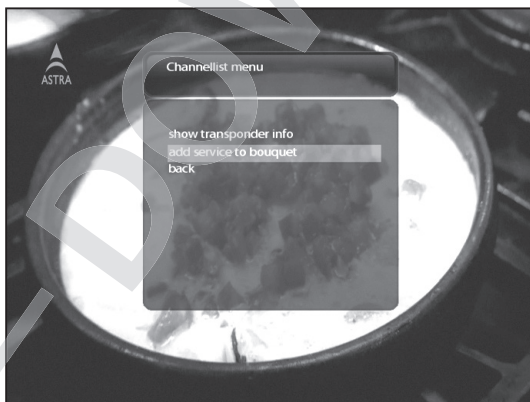 ASTRA
Channellist menu
show transponder info
add service to bouquet
back